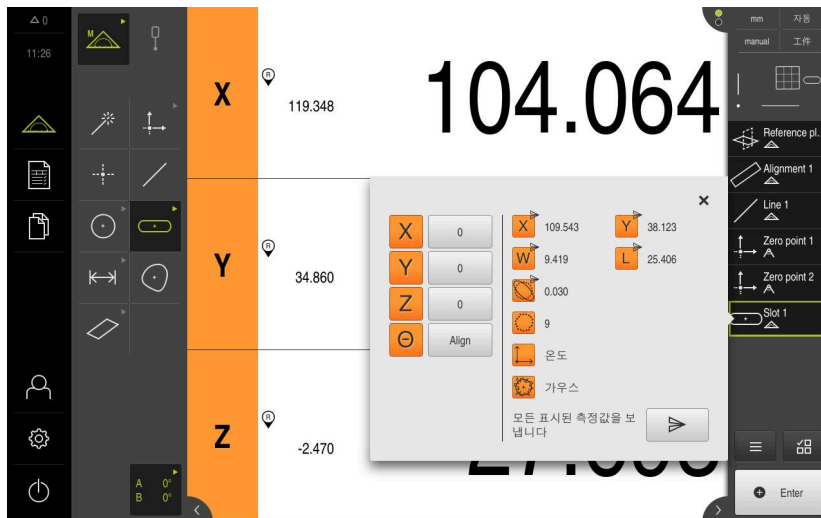 △ 0
11:26
M
A 0°
B 0°
X
R
119.348
104.064
Y
R
34.860
Z
R
-2.470
X 0
Y 0
Z 0
Θ Align
X 109.543 Y 38.123
W 9.419 L 25.406
0.030
9
온도
가우스
모든 표시된 측정값을 보
냅니다
mm 자동
manual 工件
Reference pl.
Alignment 1
Line 1
Zero point 1
Zero point 2
Slot 1
Enter